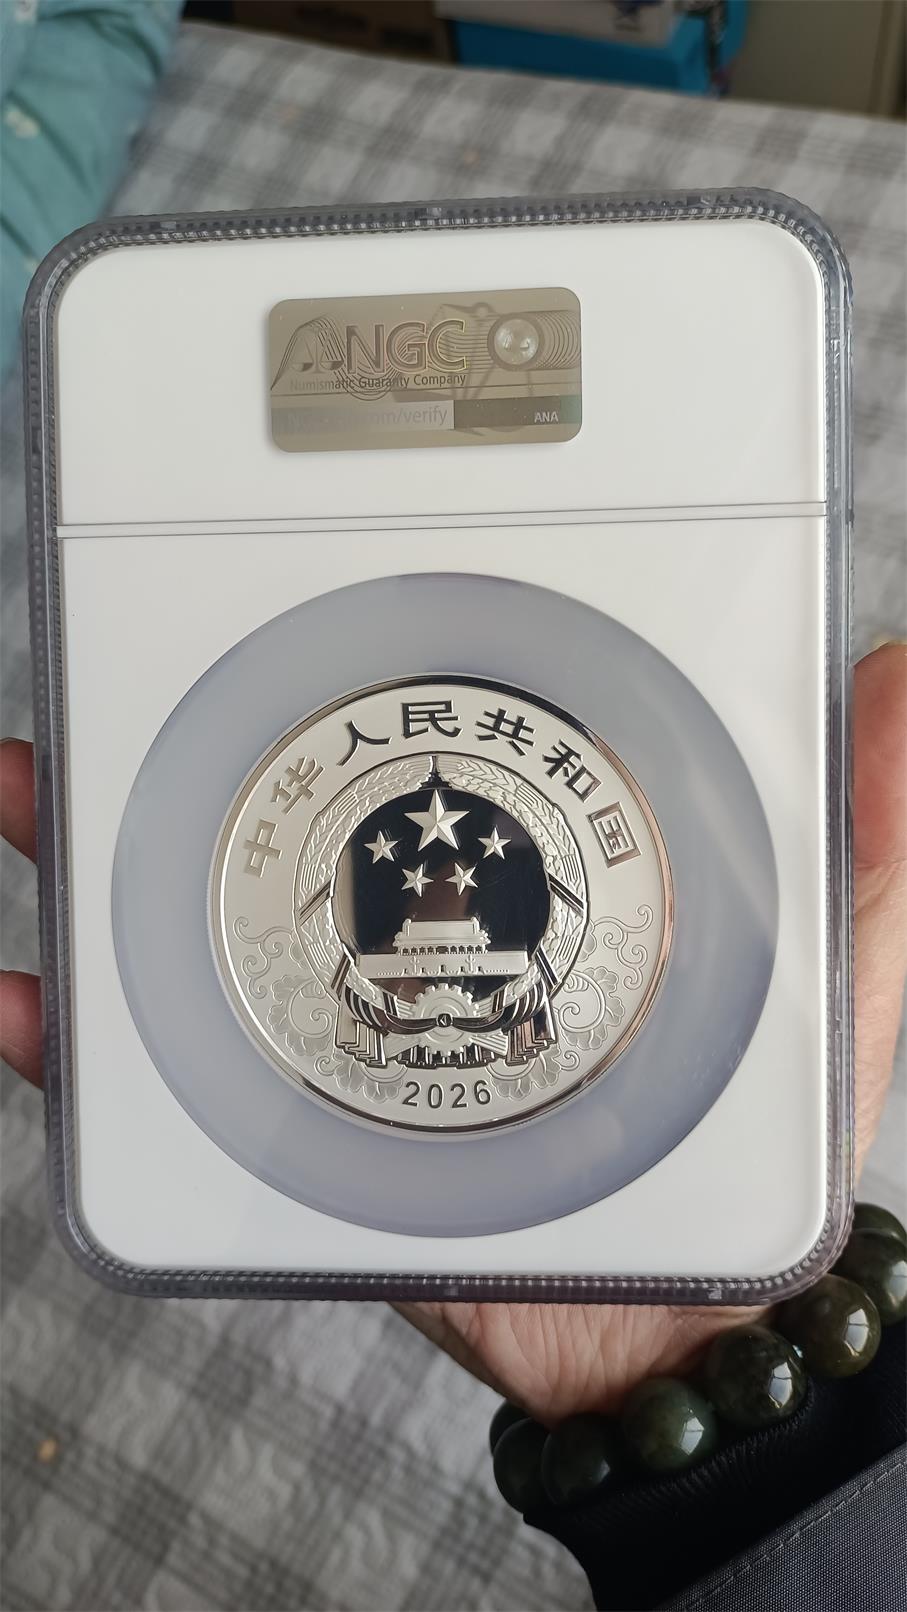 NGC
Numismatic Guaranty Company
ANA
中华人民共和国
2026